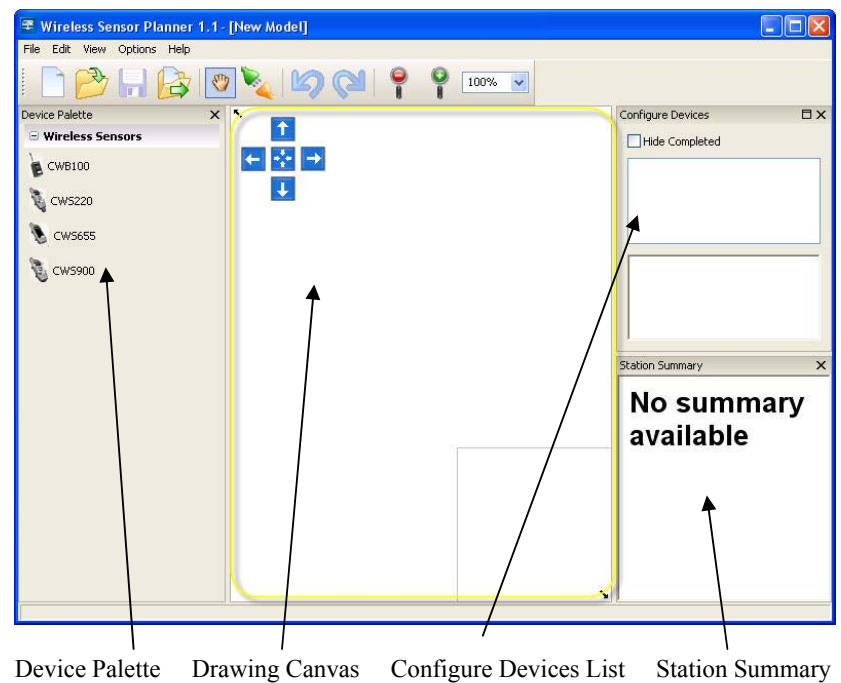 Wireless Sensor Planner 1.1 - [New Model]
File Edit View Options Help
100%
Device Palette
Wireless Sensors
CWB100
CWS220
CWS655
CWS900
Configure Devices
Hide Completed
Station Summary
No summary
available
Device Palette Drawing Canvas Configure Devices List Station Summary